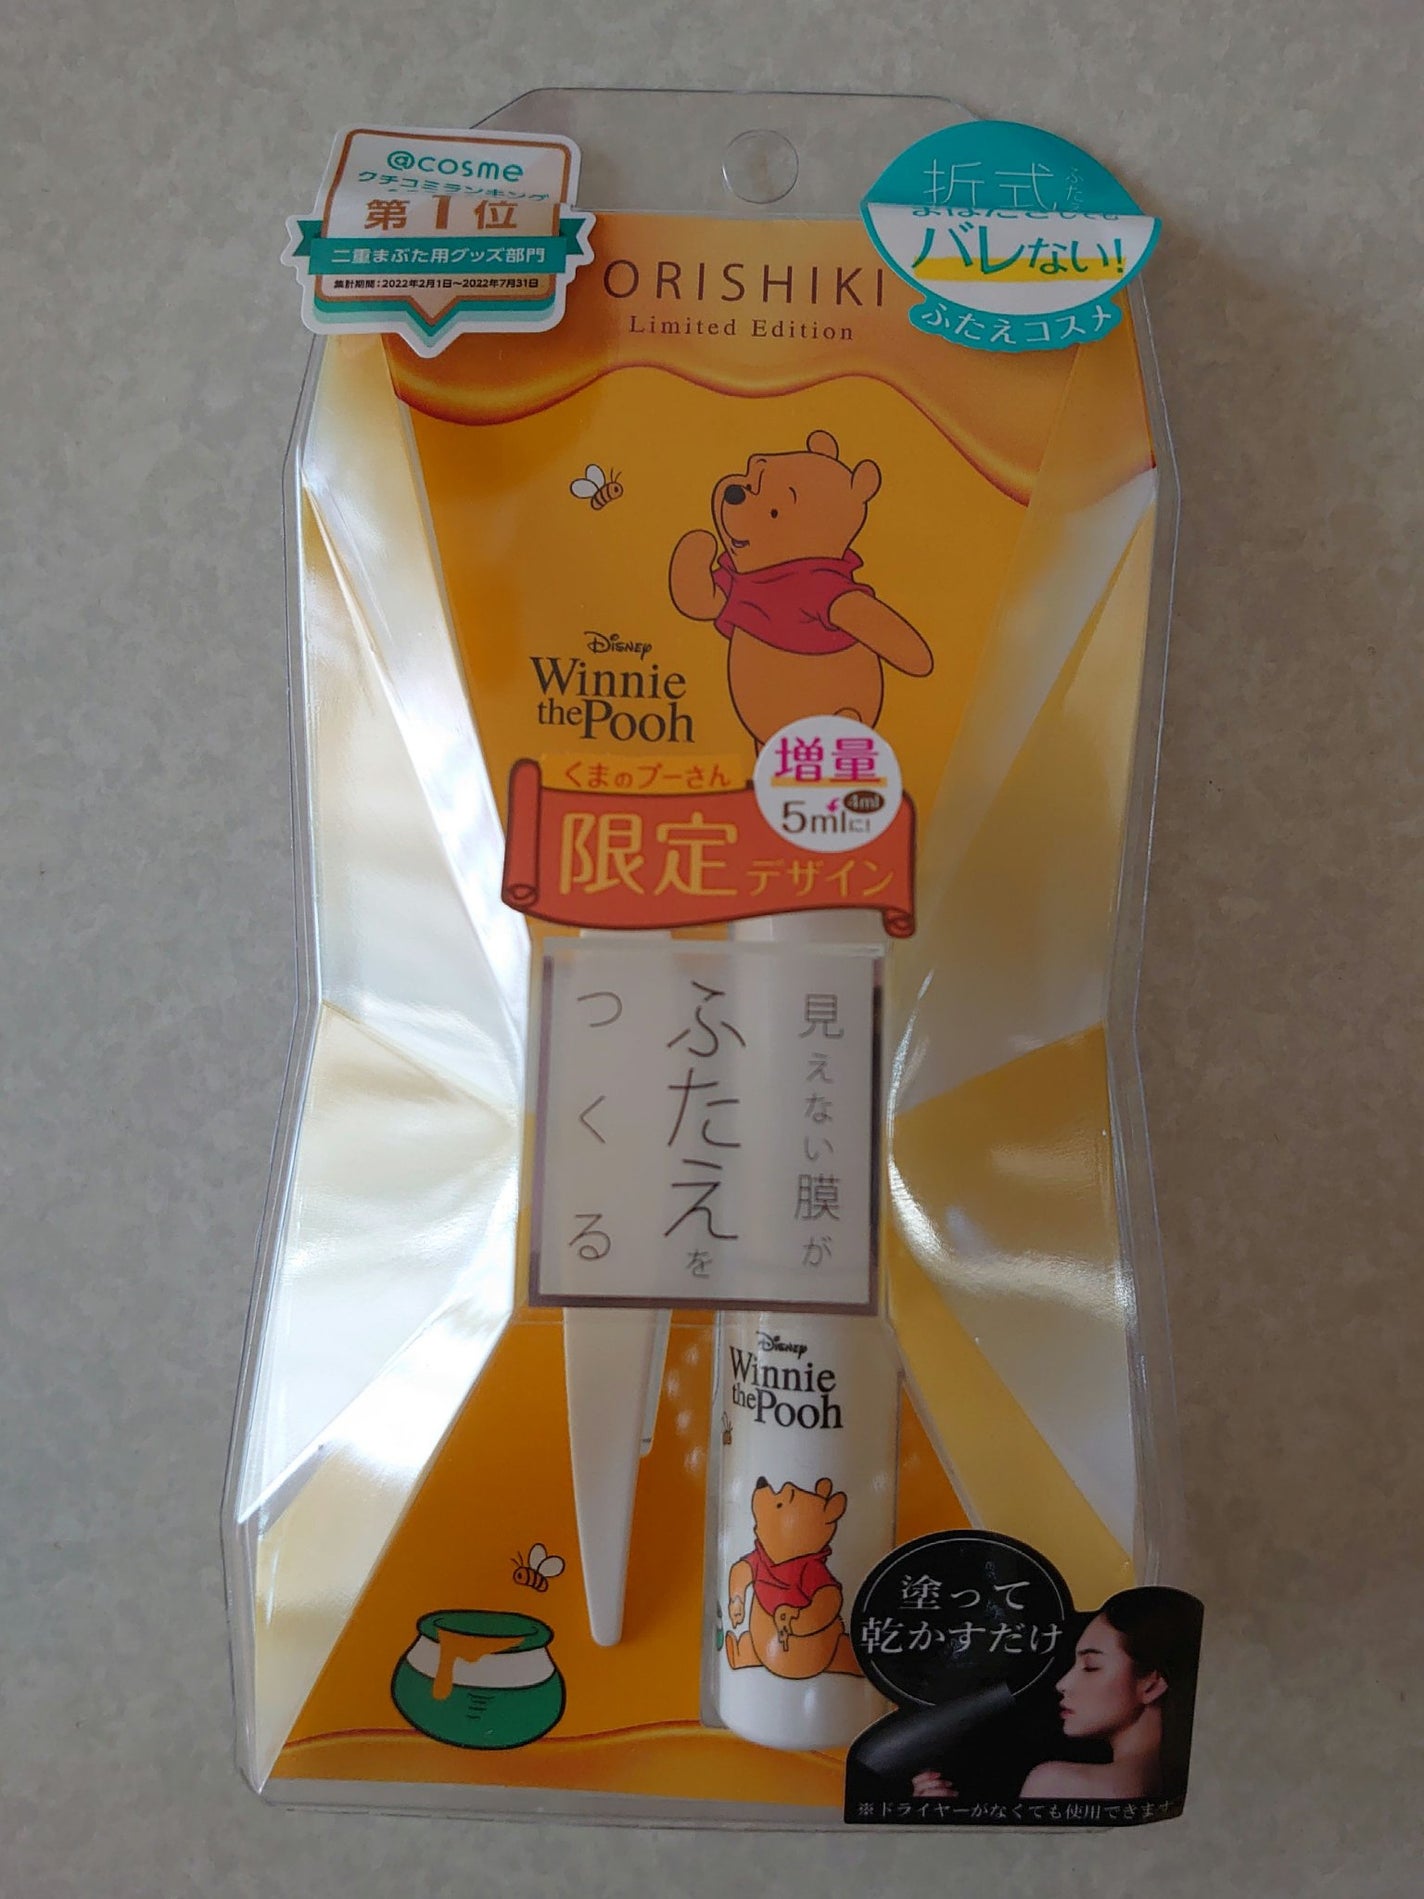 @cosme
クチコミランキング
第1位
二重まぶた用グッズ部門
集計期間：2022年2月1日〜2022年7月31日
折式
ふた
バレない!
ふたえコスメ
ORISHIKI
Limited Edition
Disney
Winnie
the Pooh
くまのプーさん
限定デザイン
増量
4ml
5mlに!
見えない膜が
ふたえを
つくる
Disney
Winnie
the Pooh
塗って
乾かすだけ
※ドライヤーがなくても使用できます